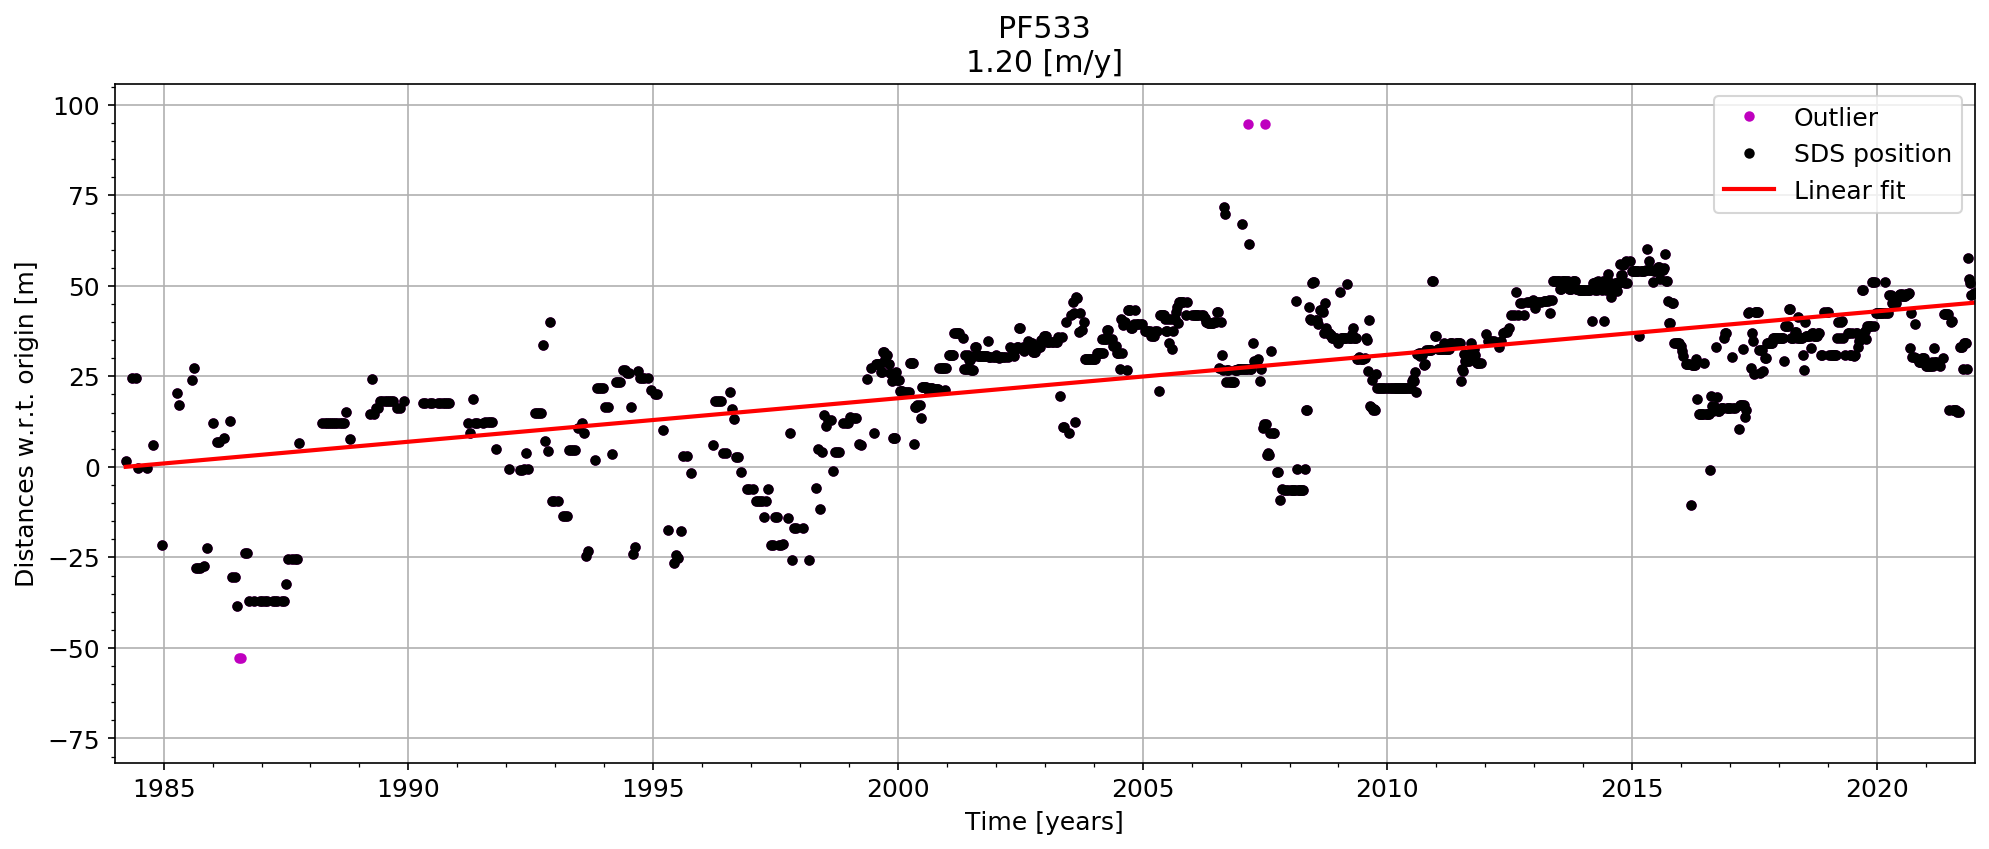 PF533
1.20 [m/y]
Distances w.r.t. origin [m]
100
75
50
25
0
−25
−50
−75
Outlier
SDS position
Linear fit
1985
1990
1995
2000
2005
2010
2015
2020
Time [years]